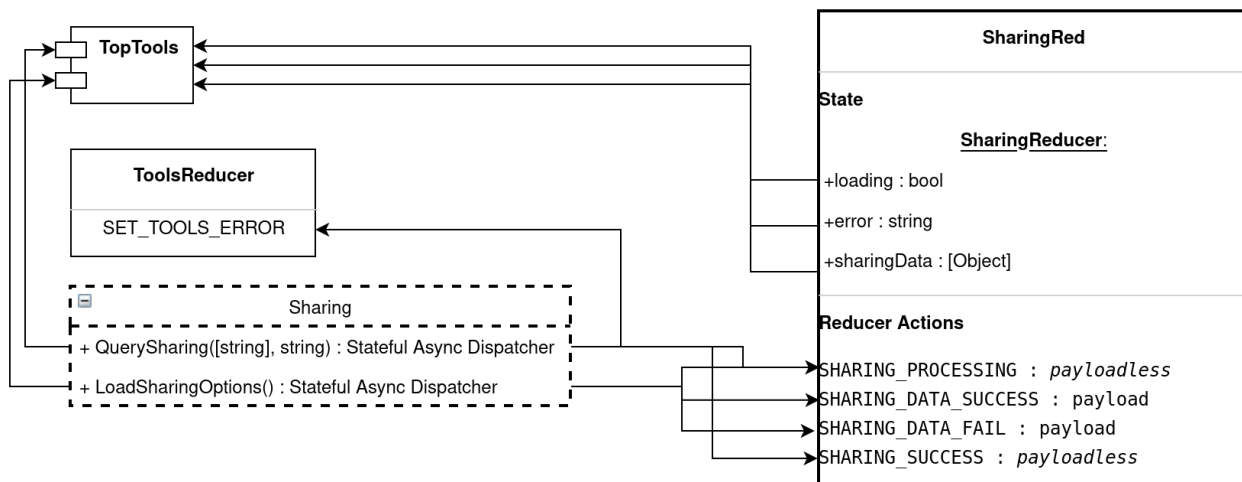 TopTools
SharingRed
State
SharingReducer:
+loading : bool
+error : string
+sharingData : [Object]
ToolsReducer
SET_TOOLS_ERROR
Sharing
+ QuerySharing([string], string) : Stateful Async Dispatcher
+ LoadSharingOptions() : Stateful Async Dispatcher
Reducer Actions
SHARING_PROCESSING : payloadless
SHARING_DATA_SUCCESS : payload
SHARING_DATA_FAIL : payload
SHARING_SUCCESS : payloadless